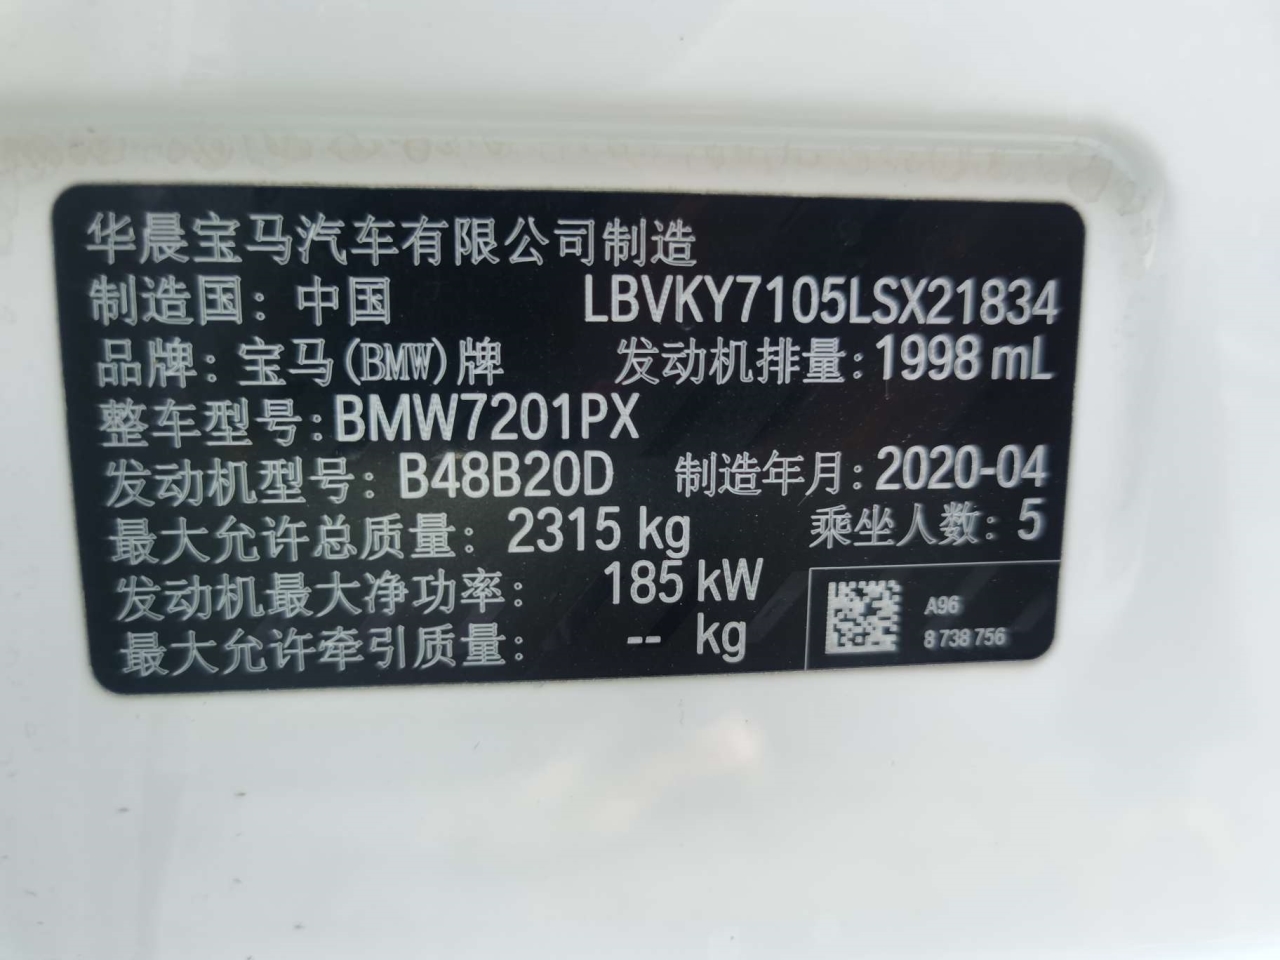 华晨宝马汽车有限公司制造
制造国：中国 LBVKY7105LSX21834
品牌：宝马(BMW)牌 发动机排量：1998 mL
整车型号：BMW7201PX
发动机型号：B48B20D 制造年月：2020-04
最大允许总质量：2315 kg 乘坐人数：5
发动机最大净功率：185 kW
最大允许牵引质量：-- kg
A96
8 738 756